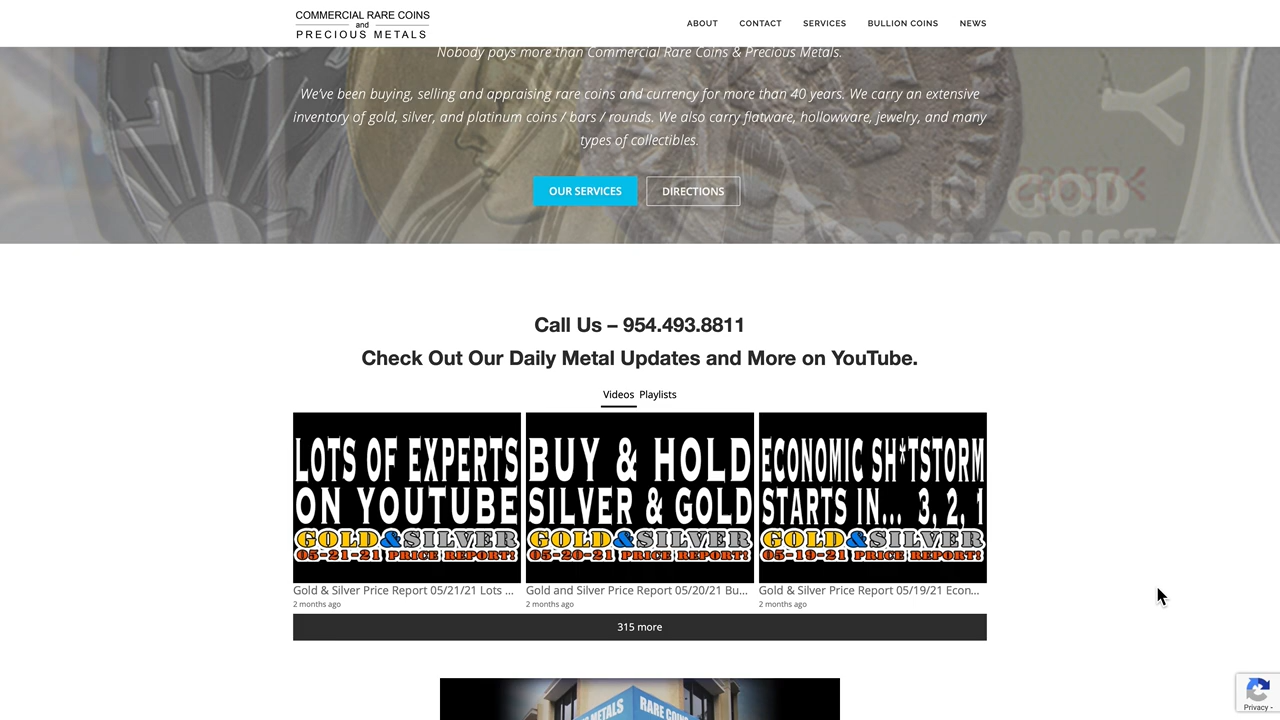 COMMERCIAL RARE COINS
and
PRECIOUS METALS
ABOUT CONTACT SERVICES BULLION COINS NEWS
Nobody pays more than Commercial Rare Coins & Precious Metals.
We've been buying, selling and appraising rare coins and currency for more than 40 years. We carry an extensive
inventory of gold, silver, and platinum coins / bars / rounds. We also carry flatware, hollowware, jewelry, and many
types of collectibles.
OUR SERVICES DIRECTIONS
IN GOD
WE TRUST
Call Us – 954.493.8811
Check Out Our Daily Metal Updates and More on YouTube.
Videos Playlists
LOTS OF EXPERTS
ON YOUTUBE
GOLD&SILVER
05-21-21 PRICE REPORT!
BUY & HOLD
SILVER & GOLD
GOLD&SILVER
05-20-21 PRICE REPORT!
ECONOMIC SH*TSTORM
STARTS IN... 3, 2, 1
GOLD&SILVER
05-19-21 PRICE REPORT!
Gold & Silver Price Report 05/21/21 Lots ...
2 months ago
Gold and Silver Price Report 05/20/21 Bu...
2 months ago
Gold & Silver Price Report 05/19/21 Econ...
2 months ago
315 more
METALS
RARE COINS
Privacy -